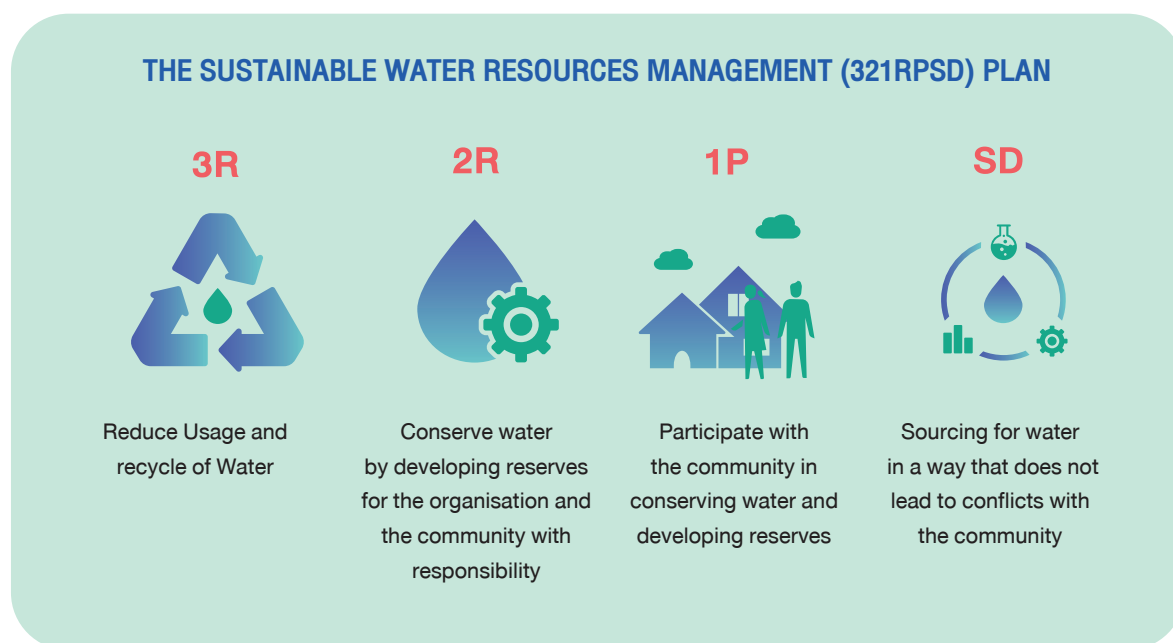 THE SUSTAINABLE WATER RESOURCES MANAGEMENT (321RPSD) PLAN
3R
Reduce Usage and
recycle of Water
2R
Conserve water
by developing reserves
for the organisation and
the community with
responsibility
1P
Participate with
the community in
conserving water and
developing reserves
SD
Sourcing for water
in a way that does not
lead to conflicts with
the community